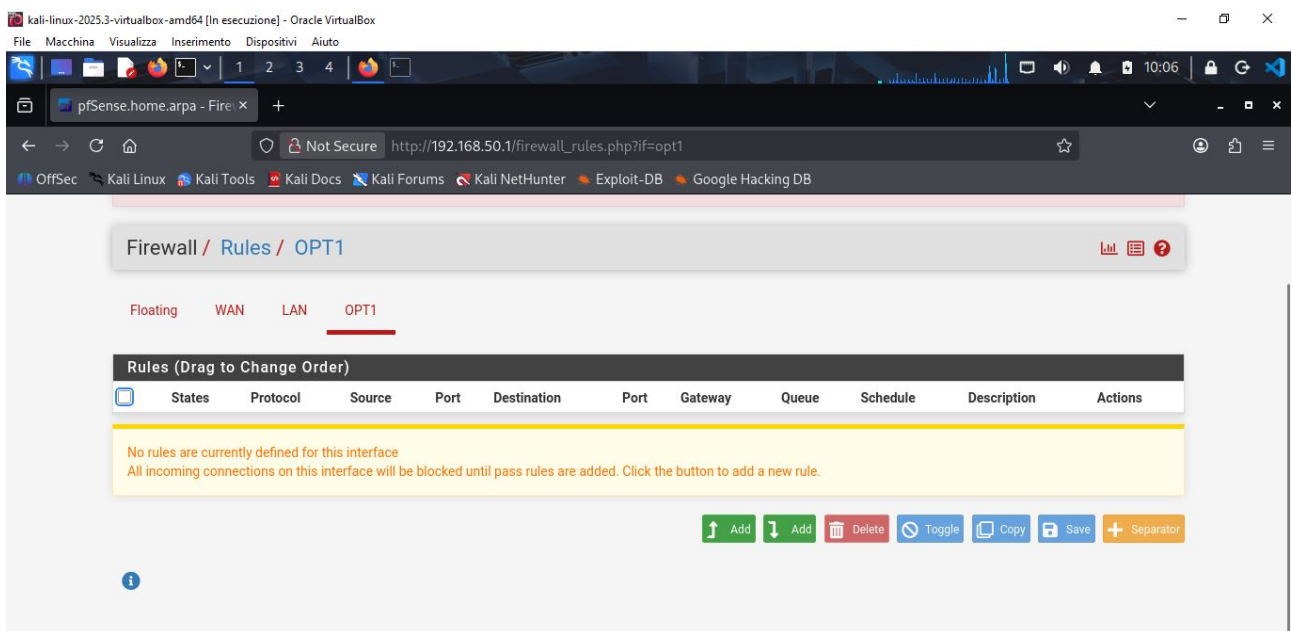 kali-linux-2025.3-virtualbox-amd64 [In esecuzione] - Oracle VirtualBox
File Macchina Visualizza Inserimento Dispositivi Aiuto
1 2 3 4 10:06
pfSense.home.arpa - Firew
Not Secure http://192.168.50.1/firewall_rules.php?if=opt1
OffSec Kali Linux Kali Tools Kali Docs Kali Forums Kali NetHunter Exploit-DB Google Hacking DB
Firewall / Rules / OPT1
Floating WAN LAN OPT1
Rules (Drag to Change Order)
States Protocol Source Port Destination Port Gateway Queue Schedule Description Actions
No rules are currently defined for this interface
All incoming connections on this interface will be blocked until pass rules are added. Click the button to add a new rule.
Add Add Delete Toggle Copy Save Separator